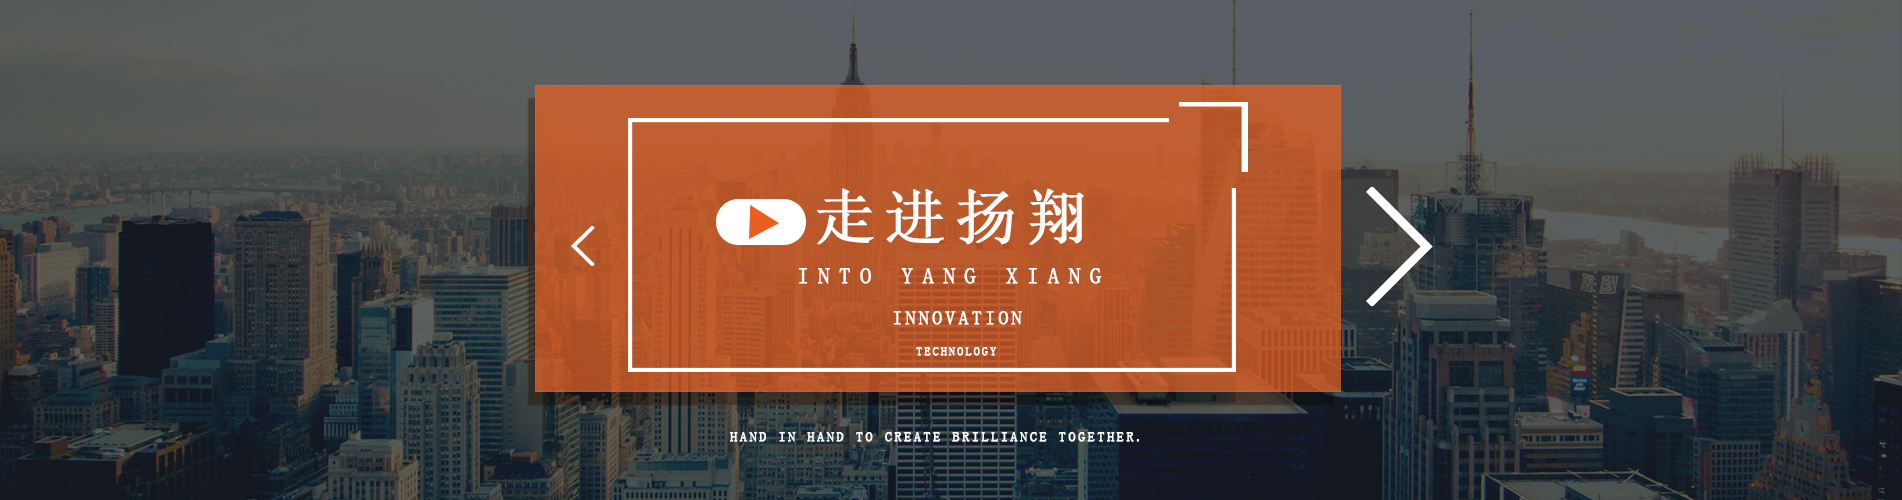 走进扬翔
INTO YANG XIANG
INNOVATION
TECHNOLOGY
HAND IN HAND TO CREATE BRILLIANCE TOGETHER.